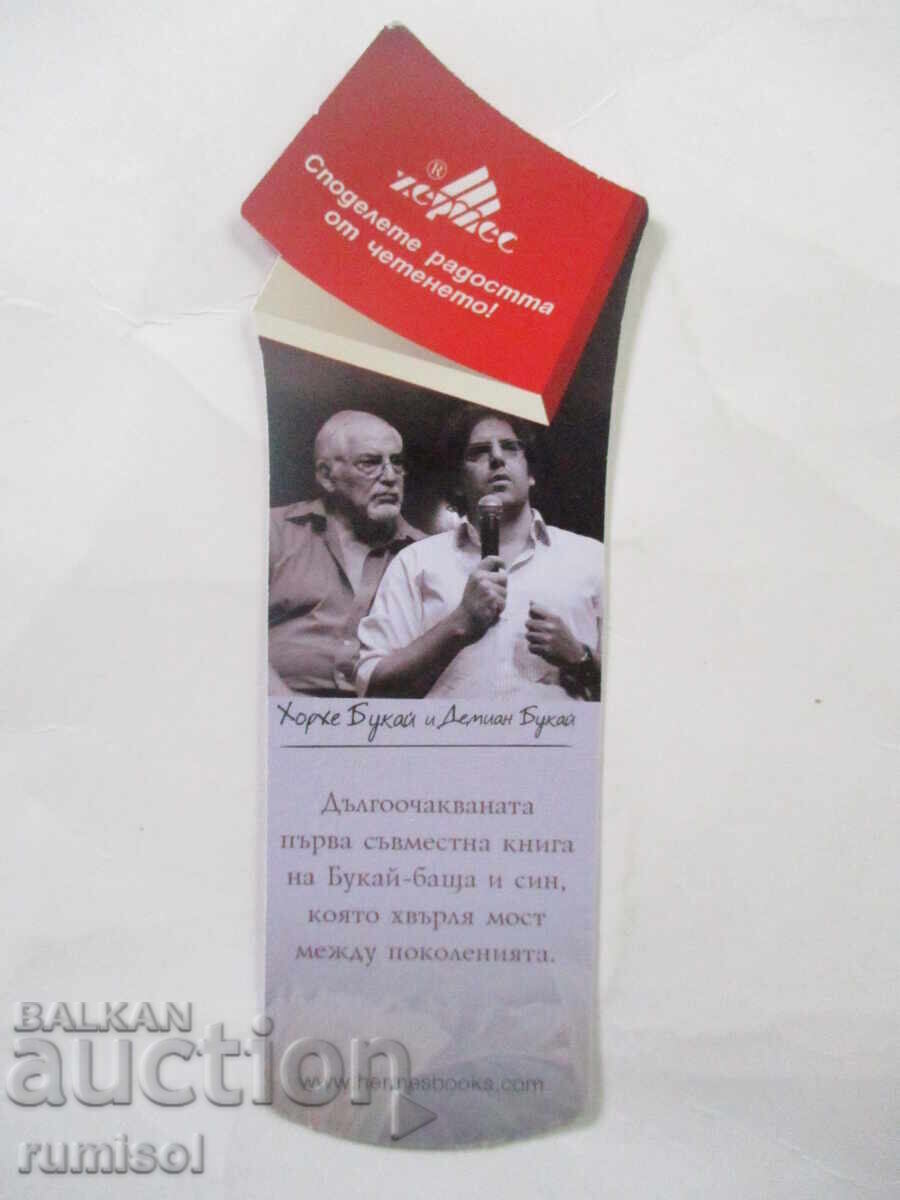 ®
хермес
Споделете радостта
от четенето!
Хорхе Букай и Демиан Букай
Дългоочакваната
първа съвместна книга
на Букай-баща и син,
която хвърля мост
между поколенията.
www.hermesbooks.com
BALKAN
auction
rumisol